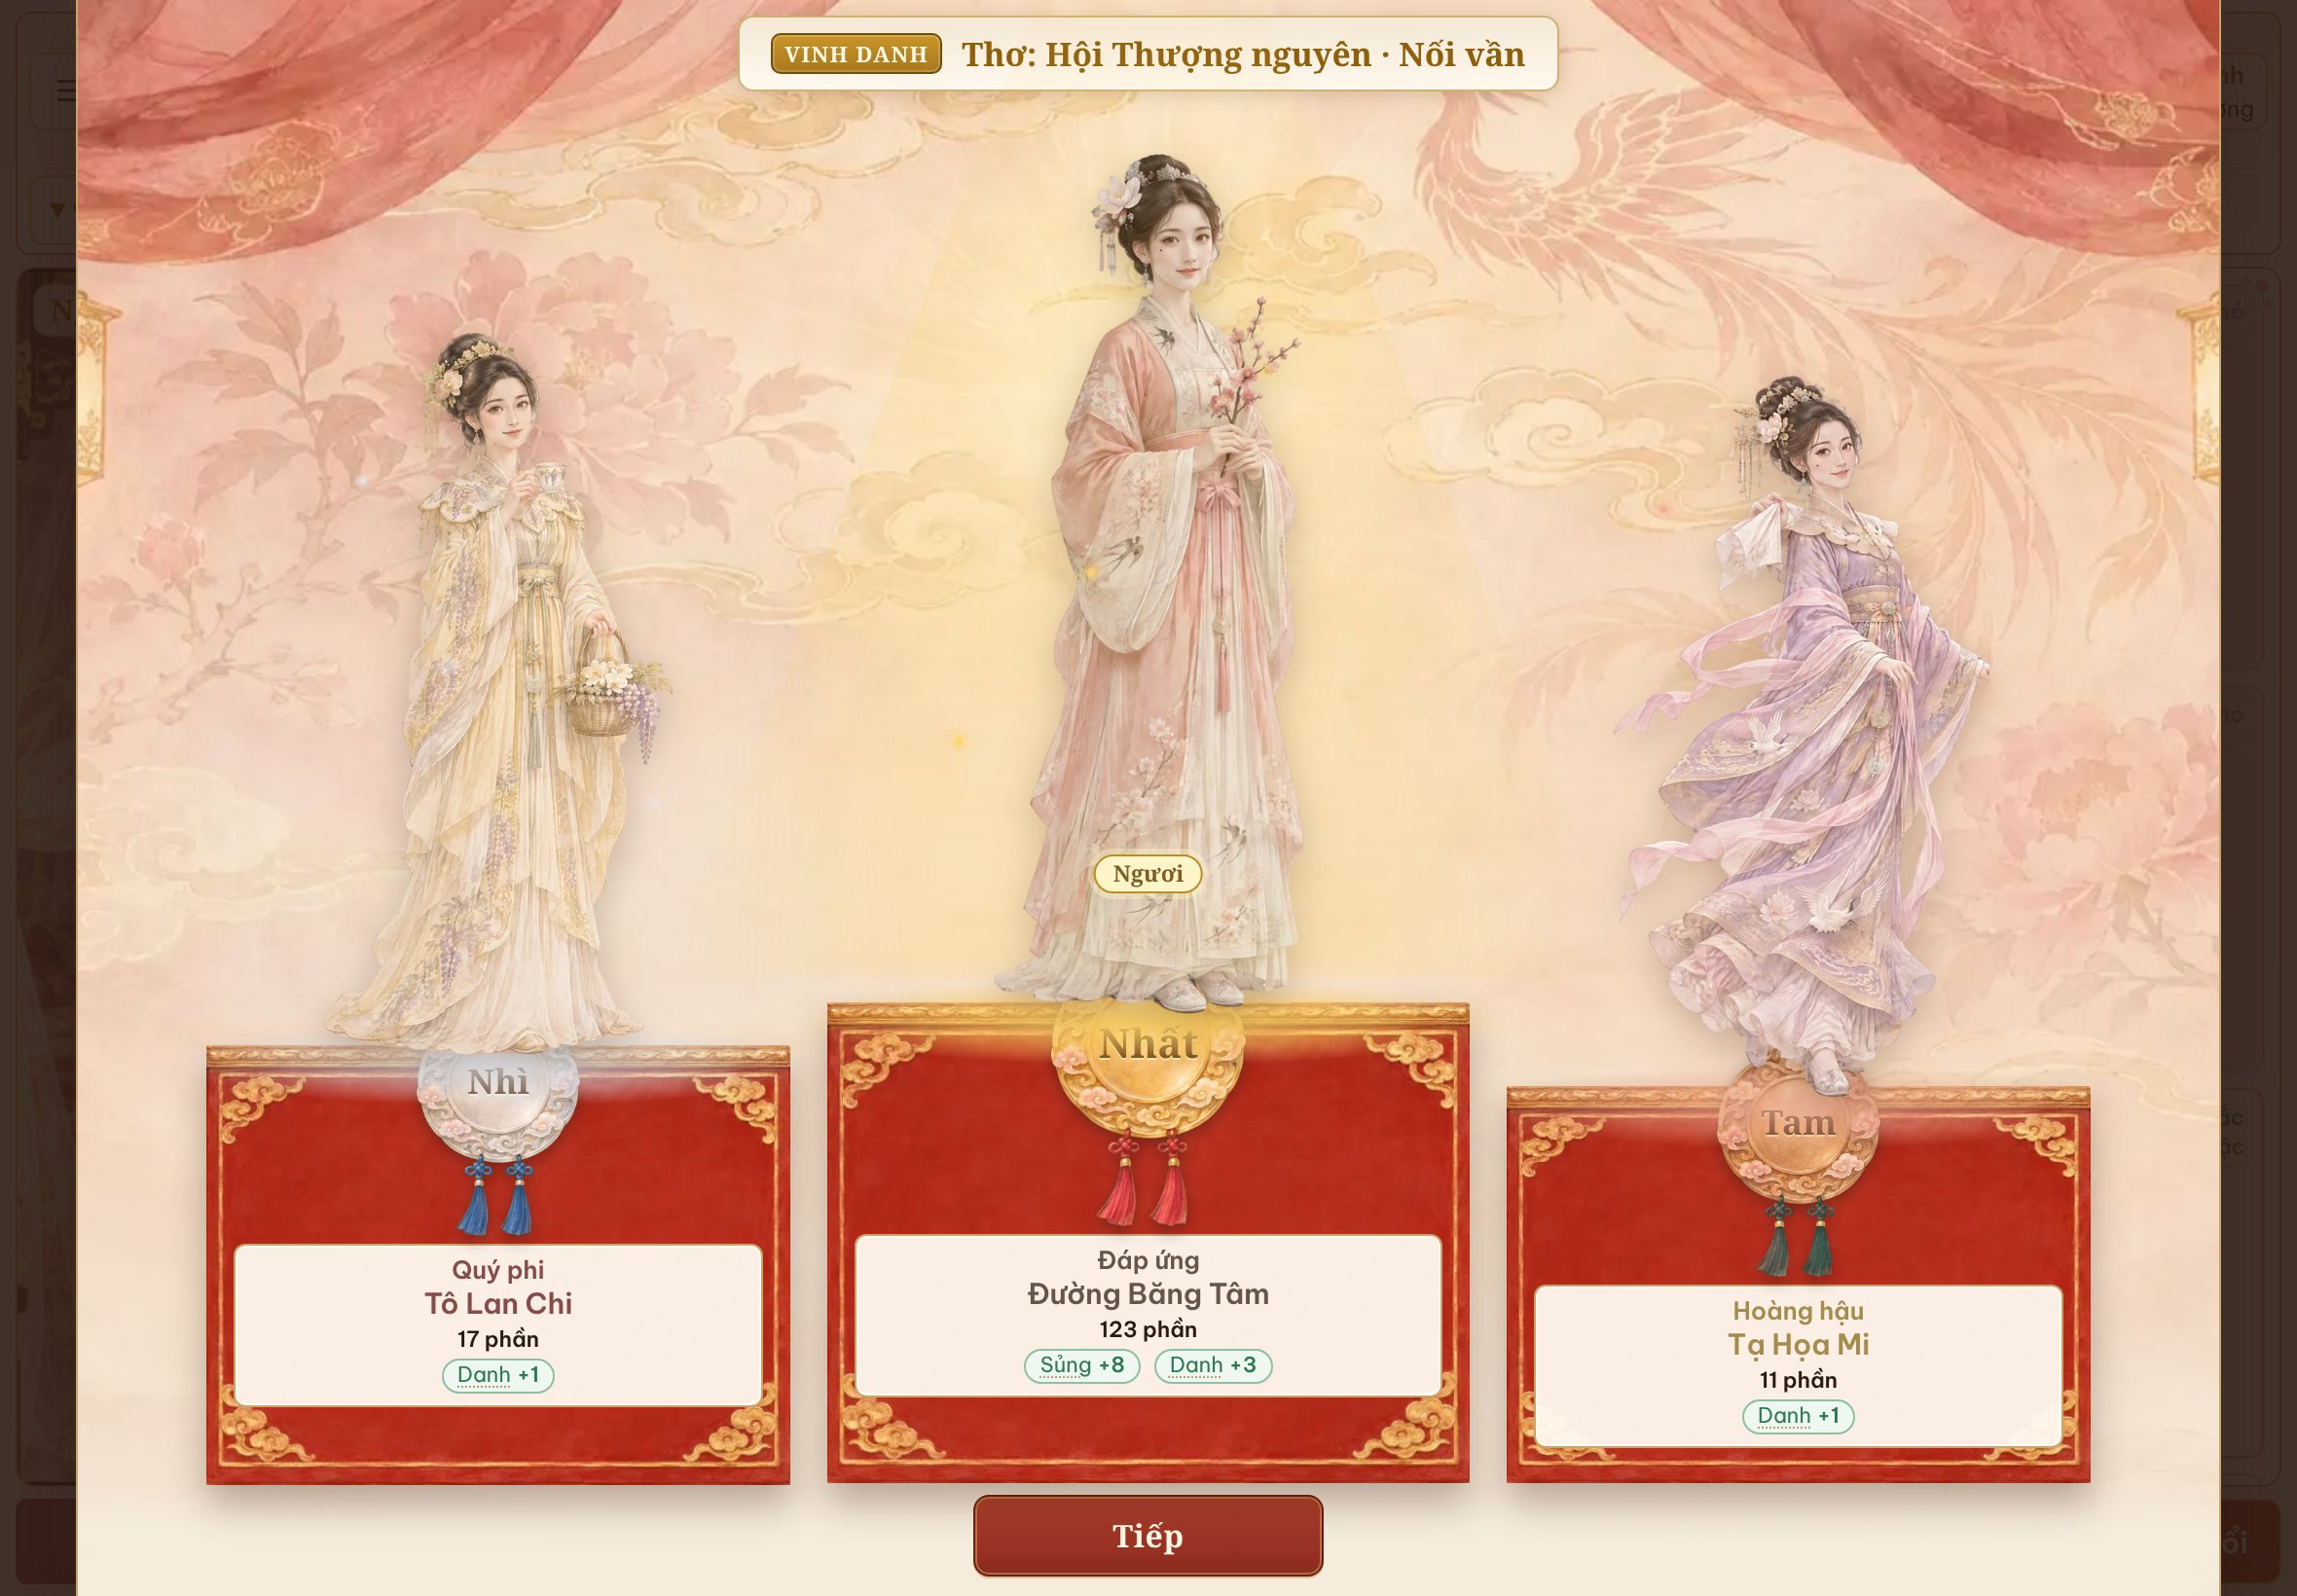 VINH DANH Thơ: Hội Thượng nguyên · Nối vần
Ngươi
Nhì
Quý phi
Tô Lan Chi
17 phần
Danh +1
Nhất
Đáp ứng
Đường Băng Tâm
123 phần
Sủng +8 Danh +3
Tam
Hoàng hậu
Tạ Họa Mi
11 phần
Danh +1
Tiếp